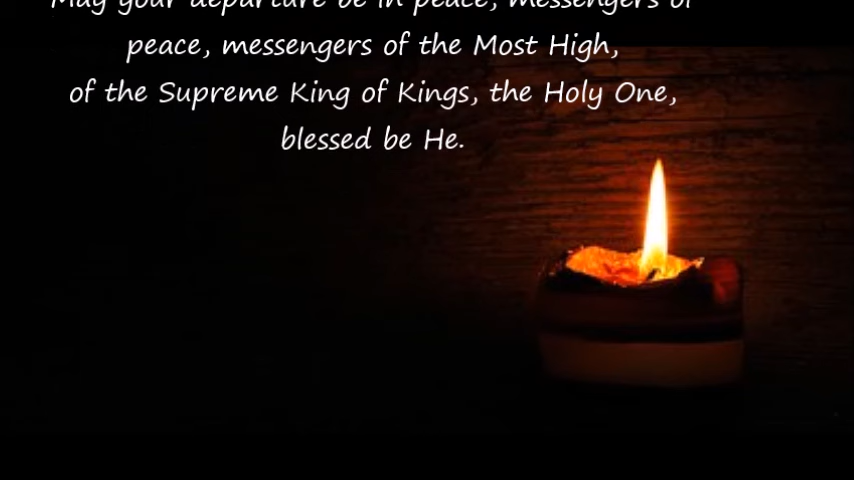 May your departure be in peace, messengers of
peace, messengers of the Most High,
of the Supreme King of Kings, the Holy One,
blessed be He.